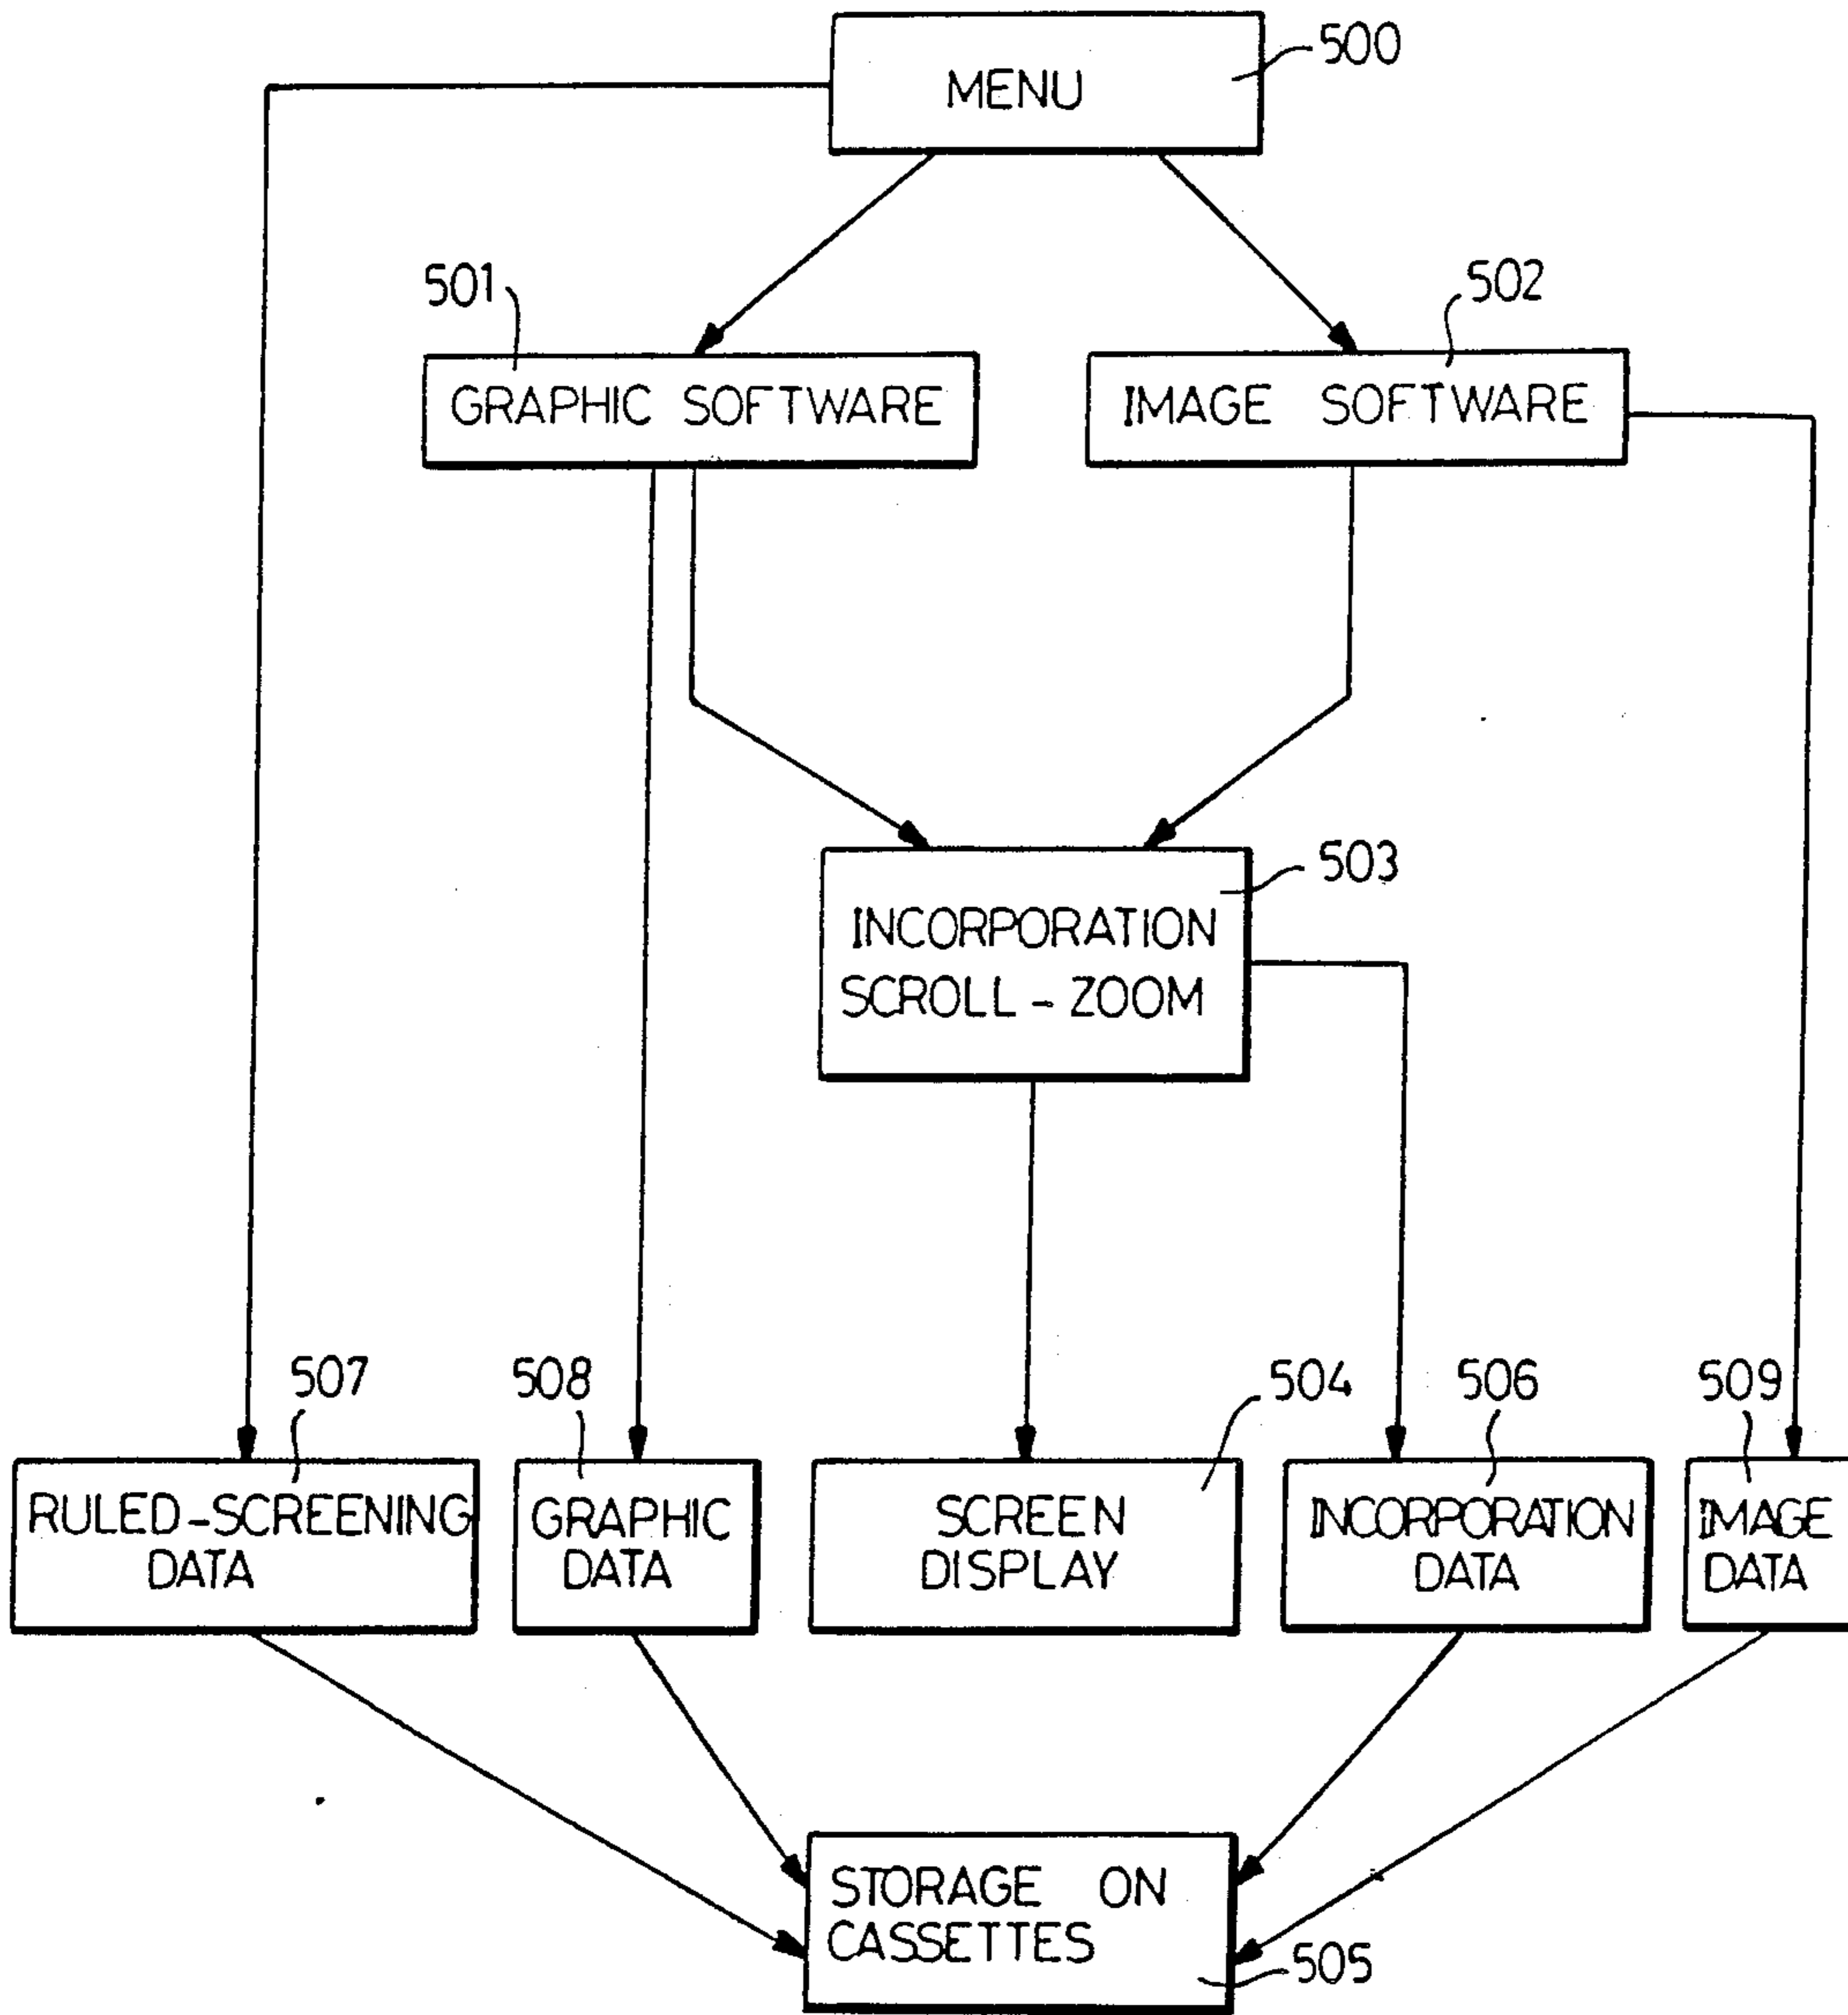 500
MENU
501
502
GRAPHIC SOFTWARE
IMAGE SOFTWARE
503
INCORPORATION
SCROLL - ZOOM
507
508
504
506
509
RULED-SCREENING
DATA
GRAPHIC
DATA
SCREEN
DISPLAY
INCORPORATION
DATA
IMAGE
DATA
STORAGE ON
CASSETTES
505